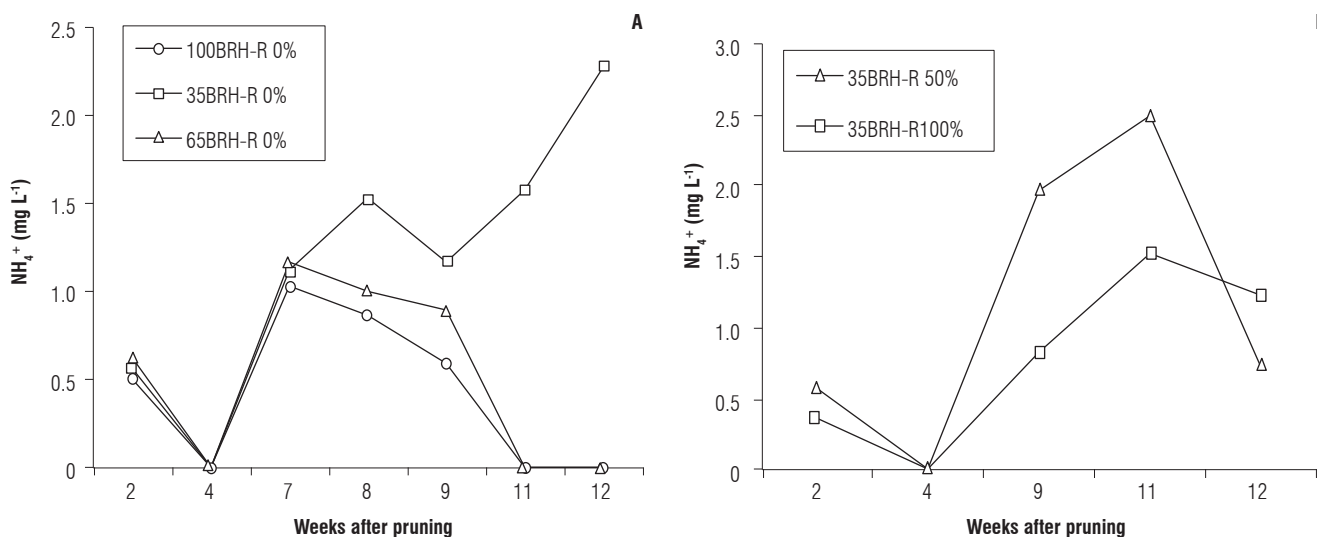 A
2.5
2.0
1.5
1.0
0.5
0
NH₄⁺ (mg L⁻¹)
100BRH-R 0%
35BRH-R 0%
65BRH-R 0%
2 4 7 8 9 11 12
Weeks after pruning
3.0
2.5
2.0
1.5
1.0
0.5
0
NH₄⁺ (mg L⁻¹)
35BRH-R 50%
35BRH-R100%
2 4 9 11 12
Weeks after pruning